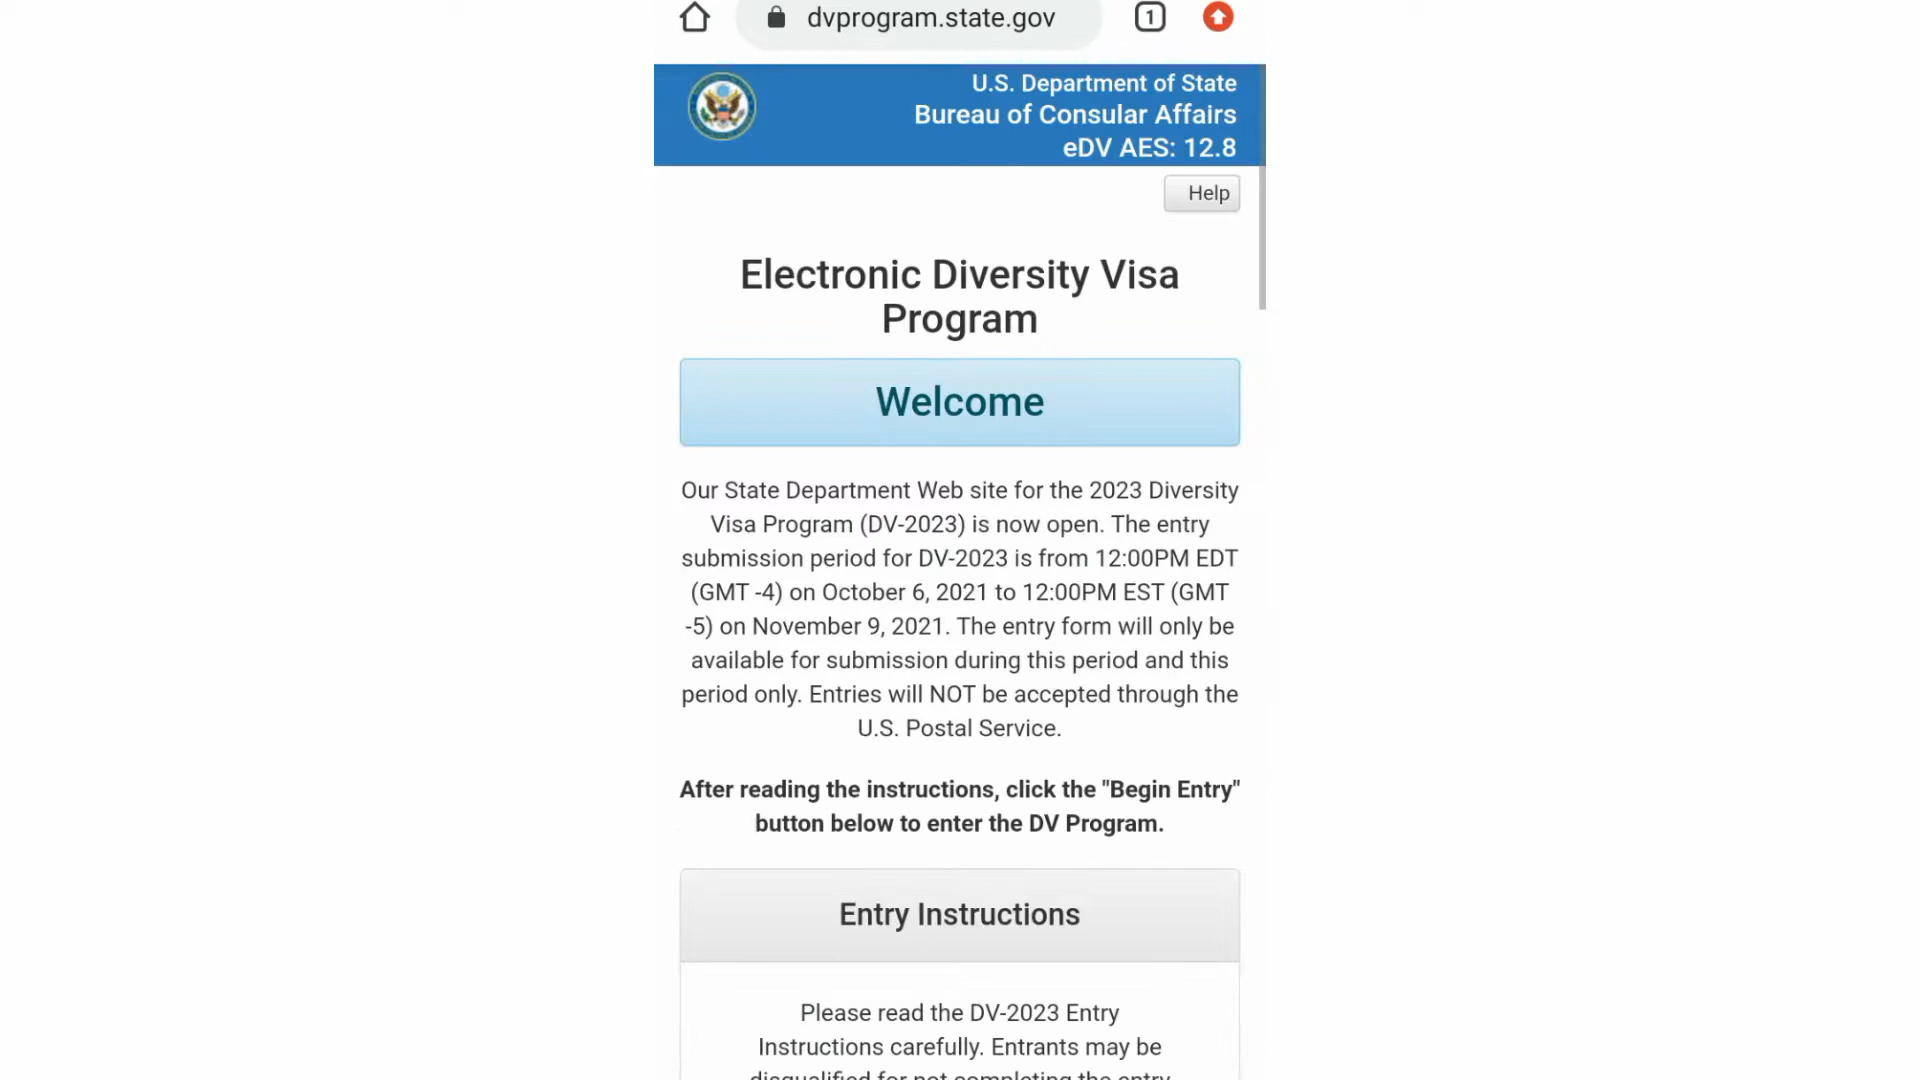 dvprogram.state.gov
1
U.S. Department of State
Bureau of Consular Affairs
eDV AES: 12.8
Help
Electronic Diversity Visa
Program
Welcome
Our State Department Web site for the 2023 Diversity
Visa Program (DV-2023) is now open. The entry
submission period for DV-2023 is from 12:00PM EDT
(GMT -4) on October 6, 2021 to 12:00PM EST (GMT
-5) on November 9, 2021. The entry form will only be
available for submission during this period and this
period only. Entries will NOT be accepted through the
U.S. Postal Service.
After reading the instructions, click the "Begin Entry"
button below to enter the DV Program.
Entry Instructions
Please read the DV-2023 Entry
Instructions carefully. Entrants may be
disqualified for not completing the entry